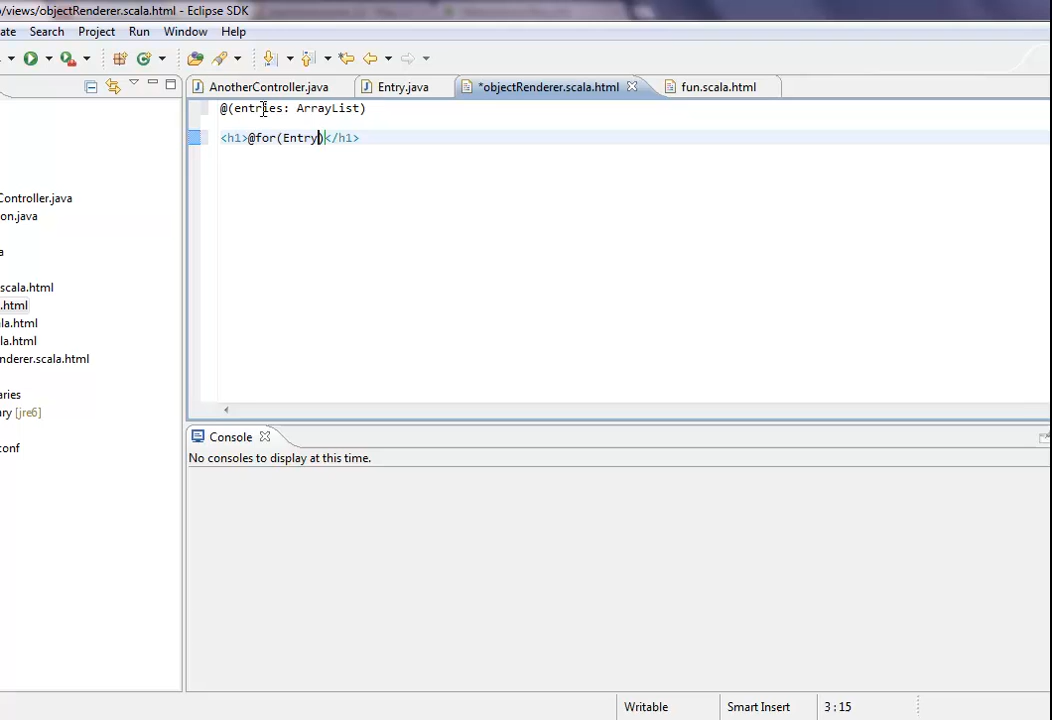 /views/objectRenderer.scala.html - Eclipse SDK
ate Search Project Run Window Help
AnotherController.java Entry.java *objectRenderer.scala.html fun.scala.html
@(entries: ArrayList)
<h1>@for(Entry)</h1>
Controller.java
on.java
a
scala.html
.html
la.html
la.html
nderer.scala.html
aries
ry [jre6]
conf
Console
No consoles to display at this time.
Writable Smart Insert 3 : 15